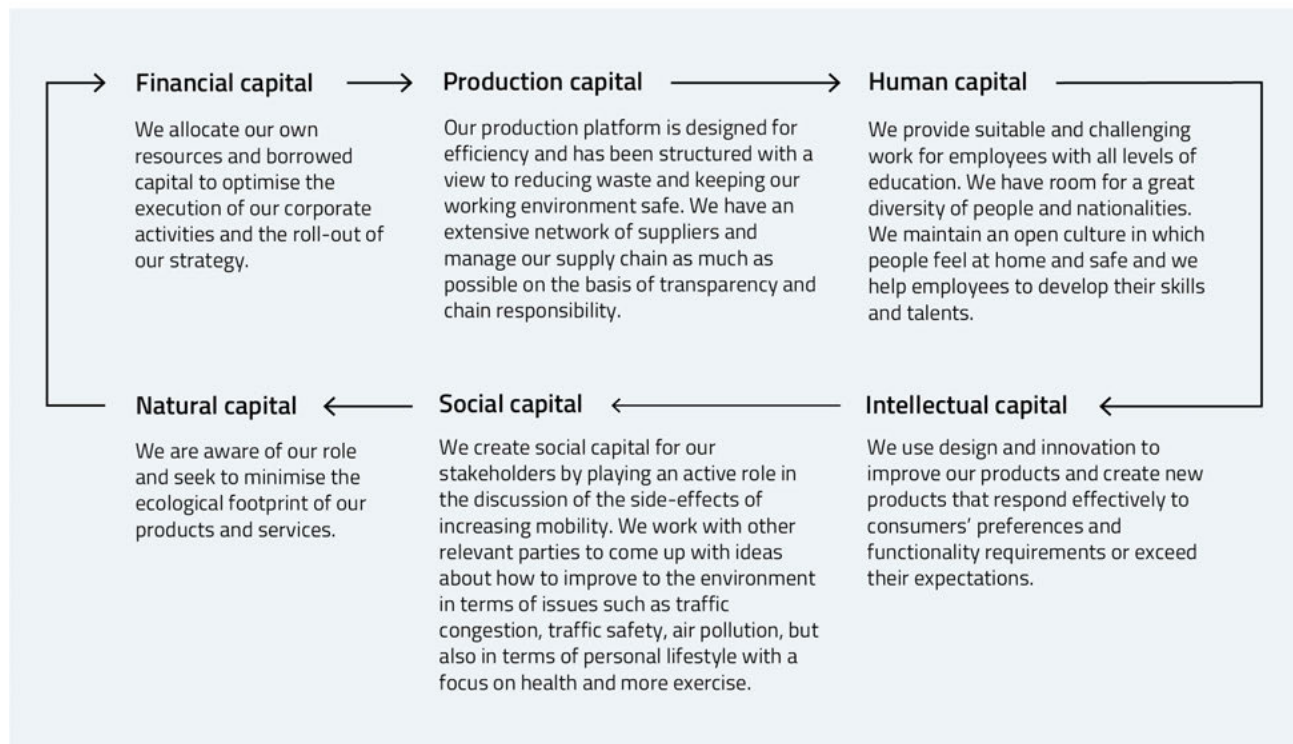 Financial capital
We allocate our own
resources and borrowed
capital to optimise the
execution of our corporate
activities and the roll-out of
our strategy.
Production capital
Our production platform is designed for
efficiency and has been structured with a
view to reducing waste and keeping our
working environment safe. We have an
extensive network of suppliers and
manage our supply chain as much as
possible on the basis of transparency and
chain responsibility.
Human capital
We provide suitable and challenging
work for employees with all levels of
education. We have room for a great
diversity of people and nationalities.
We maintain an open culture in which
people feel at home and safe and we
help employees to develop their skills
and talents.
Intellectual capital
We use design and innovation to
improve our products and create new
products that respond effectively to
consumers’ preferences and
functionality requirements or exceed
their expectations.
Social capital
We create social capital for our
stakeholders by playing an active role in
the discussion of the side-effects of
increasing mobility. We work with other
relevant parties to come up with ideas
about how to improve to the environment
in terms of issues such as traffic
congestion, traffic safety, air pollution, but
also in terms of personal lifestyle with a
focus on health and more exercise.
Natural capital
We are aware of our role
and seek to minimise the
ecological footprint of our
products and services.